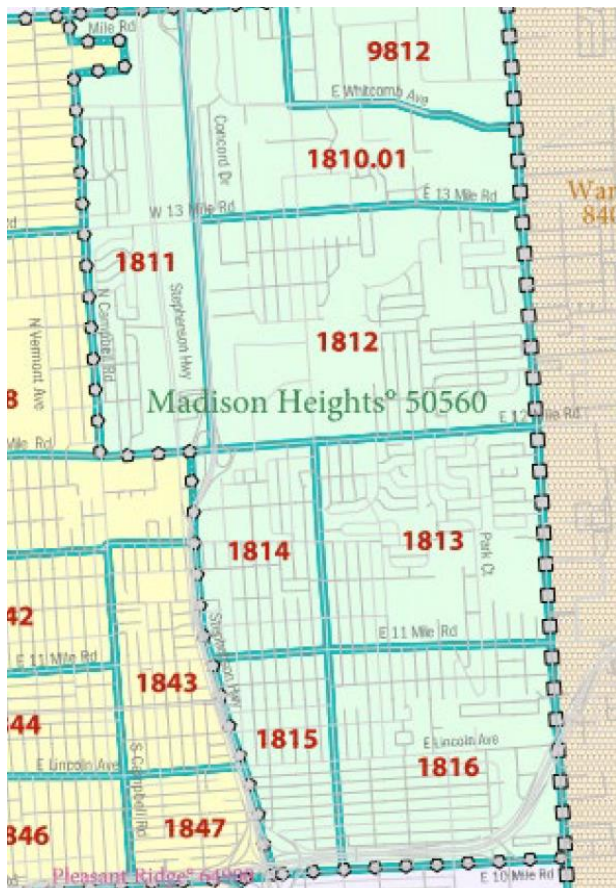 Mile Rd
9812
E Whitcomb Ave
Concord Dr
1810.01
E 13 Mile Rd
W 13 Mile Rd
War
840
1811
N Campbell Rd
Stephenson Hwy
N Vermont Ave
1812
8
Madison Heights° 50560
E 12 Mile Rd
Mile Rd
1814
1813
Park Ct
42
E 11 Mile Rd
E 11 Mile Rd
Stephenson Hwy
1843
44
1815
E Lincoln Ave
1816
E Lincoln Ave
S Campbell Rd
846
1847
Pleasant Ridge°
E 10 Mile Rd